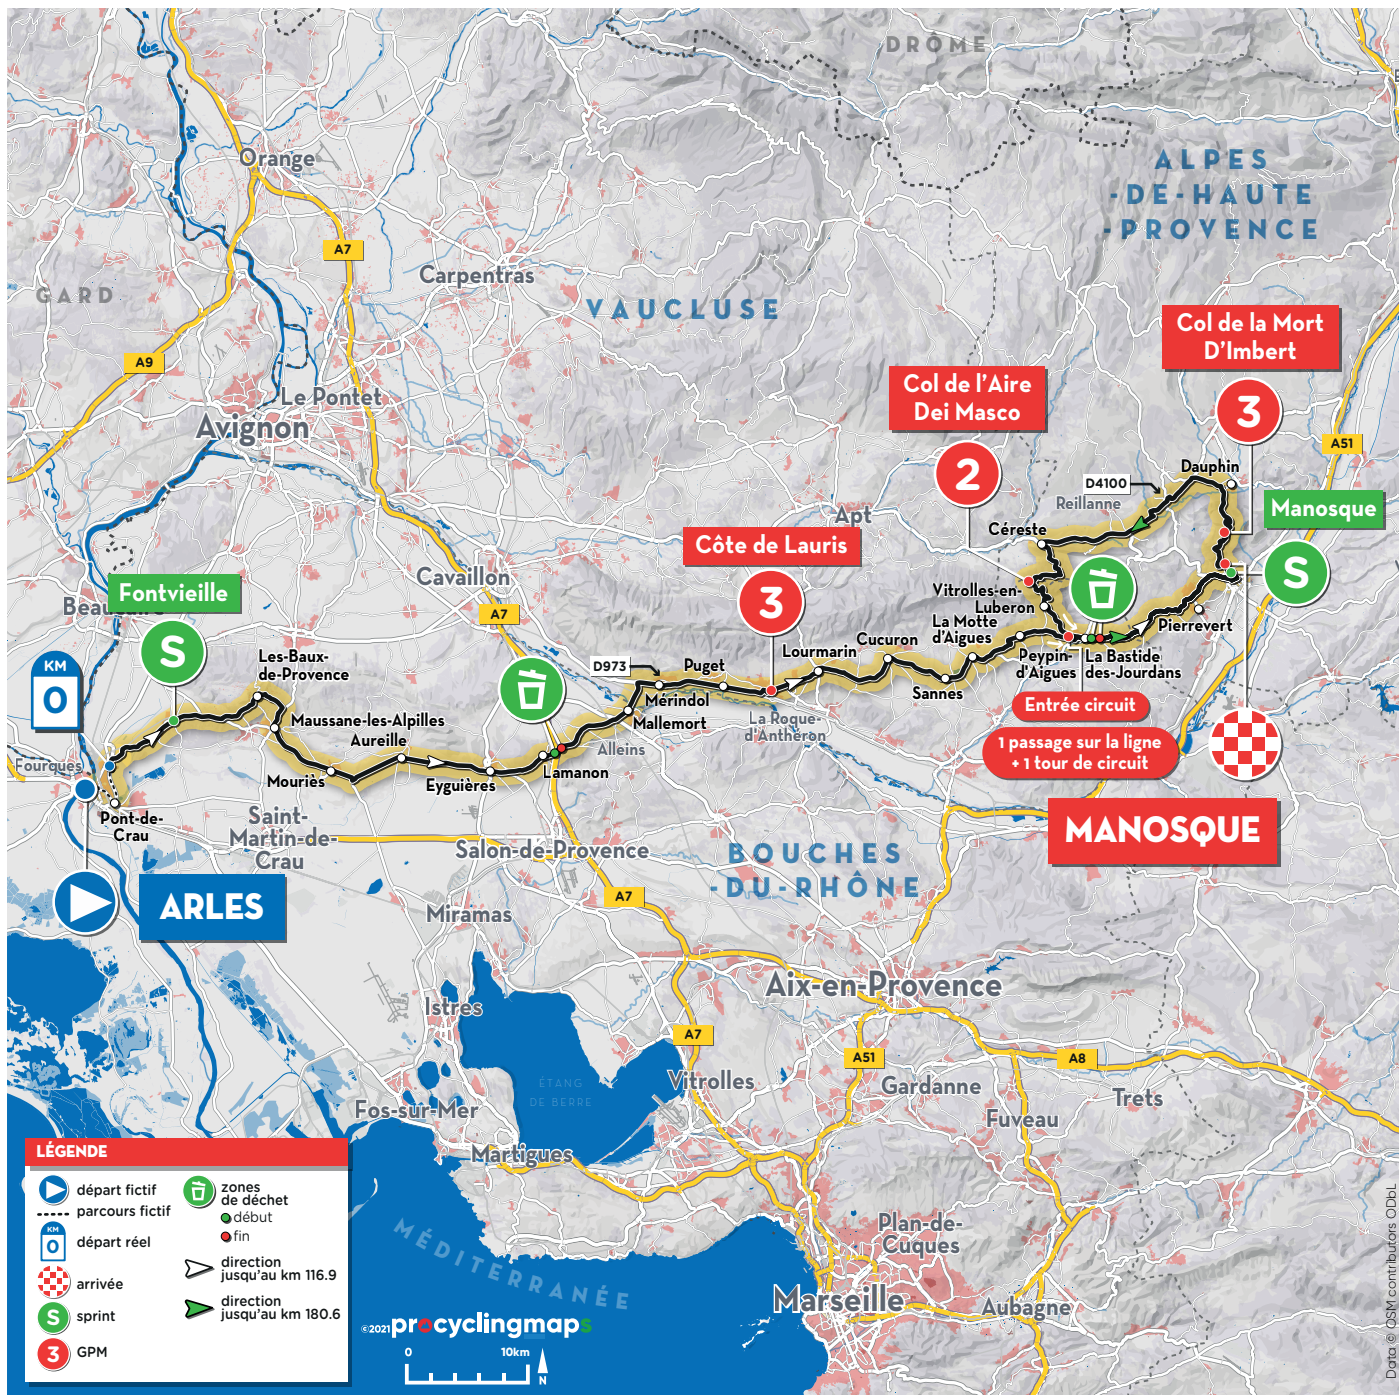 DRÔME
ALPES
-DE-HAUTE
-PROVENCE
Orange
A7
Carpentras
GARD
VAUCLUSE
Col de la Mort
D'Imbert
A9
Col de l'Aire
Dei Masco
3
Le Pontet
Avignon
A51
2
Dauphin
D4100
Reillanne
Manosque
Apt
Céreste
Côte de Lauris
S
Cavaillon
Fontvieille
Beaucaire
A7
3
Vitrolles-en-
Luberon
La Motte
d'Aigues
Pierrevert
S
Cucuron
Lourmarin
Les-Baux-
de-Provence
KM
0
D973
Puget
Peypin-
d'Aigues
La Bastide
des-Jourdans
Sannes
Mérindol
Mallemort
Entrée circuit
Maussane-les-Alpilles
Aureille
La Roque-
d'Anthéron
1 passage sur la ligne
+ 1 tour de circuit
Alleins
Fourques
Mouriès
Eyguières
Lamanon
Pont-de-
Crau
Saint-
Martin-de-
Crau
MANOSQUE
Salon-de-Provence
BOUCHES
-DU-RHÔNE
ARLES
A7
Miramas
Aix-en-Provence
Istres
A7
A51
A8
ÉTANG
DE BERRE
Vitrolles
Gardanne
Trets
Fos-sur-Mer
Fuveau
Martigues
LÉGENDE
départ fictif
parcours fictif
KM
0
départ réel
arrivée
S
sprint
3
GPM
zones
de déchet
début
fin
direction
jusqu'au km 116.9
direction
jusqu'au km 180.6
MÉDITERRANÉE
Plan-de-
Cuques
Marseille
Aubagne
©2021 procyclingmaps
0 10km
N
Data © OSM contributors ODbL